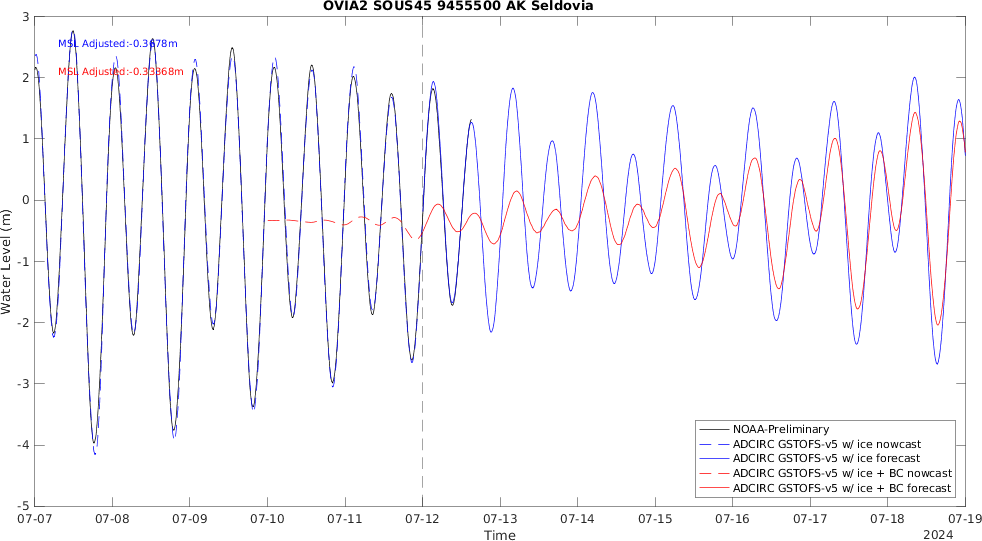 OVIA2 SOUS45 9455500 AK Seldovia
MSL Adjusted:-0.3678m
MSL Adjusted:-0.33368m
Water Level (m)
3
2
1
0
-1
-2
-3
-4
-5
NOAA-Preliminary
ADCIRC GSTOFS-v5 w/ ice nowcast
ADCIRC GSTOFS-v5 w/ ice forecast
ADCIRC GSTOFS-v5 w/ ice + BC nowcast
ADCIRC GSTOFS-v5 w/ ice + BC forecast
07-07 07-08 07-09 07-10 07-11 07-12 07-13 07-14 07-15 07-16 07-17 07-18 07-19
Time
2024